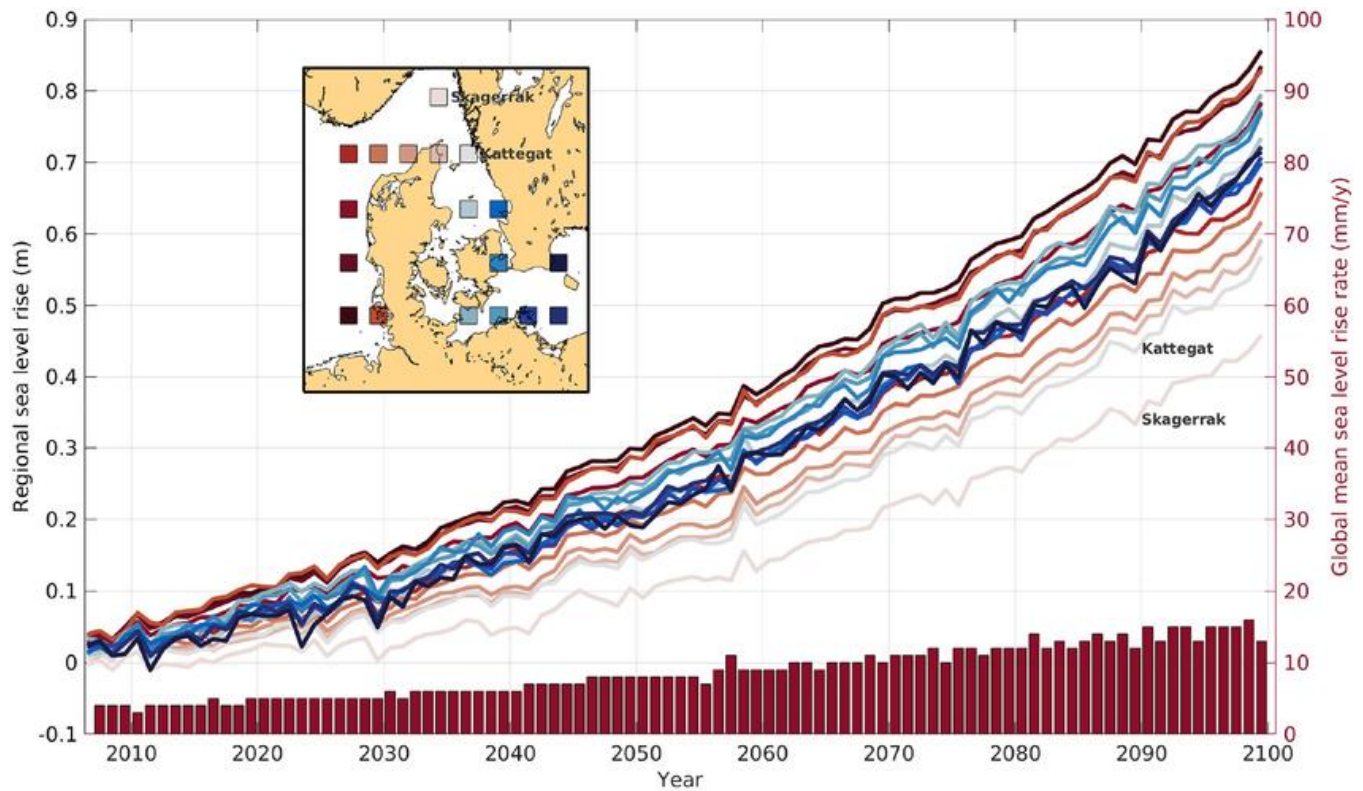 0.9
0.8
0.7
0.6
0.5
0.4
0.3
0.2
0.1
0
-0.1
Regional sea level rise (m)
Skagerrak
Kattegat
Kattegat
Skagerrak
100
90
80
70
60
50
40
30
20
10
0
Global mean sea level rise rate (mm/y)
2010 2020 2030 2040 2050 2060 2070 2080 2090 2100
Year